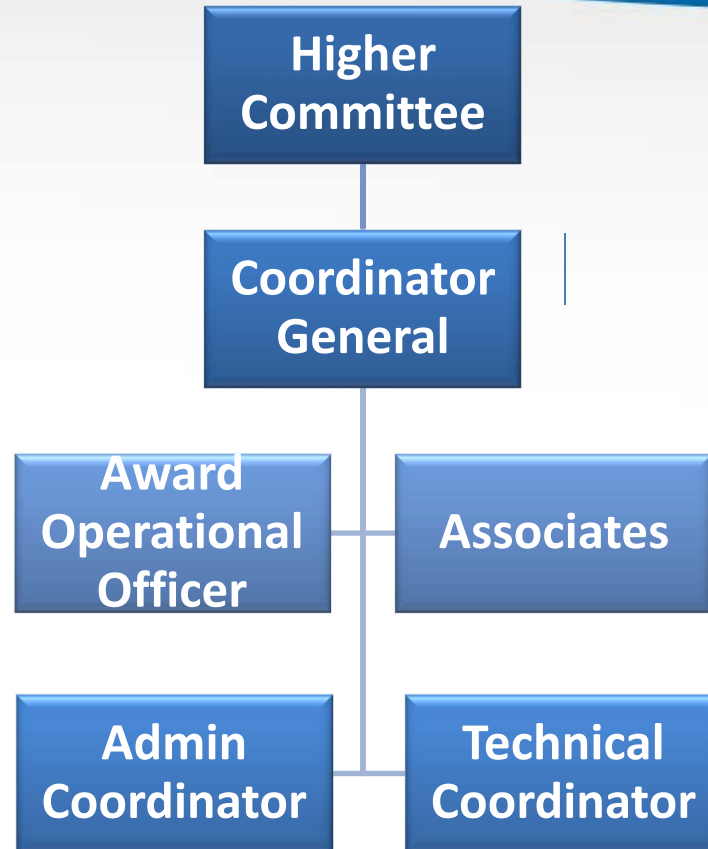 Higher
Committee
Coordinator
General
Award
Operational
Officer
Associates
Admin
Coordinator
Technical
Coordinator